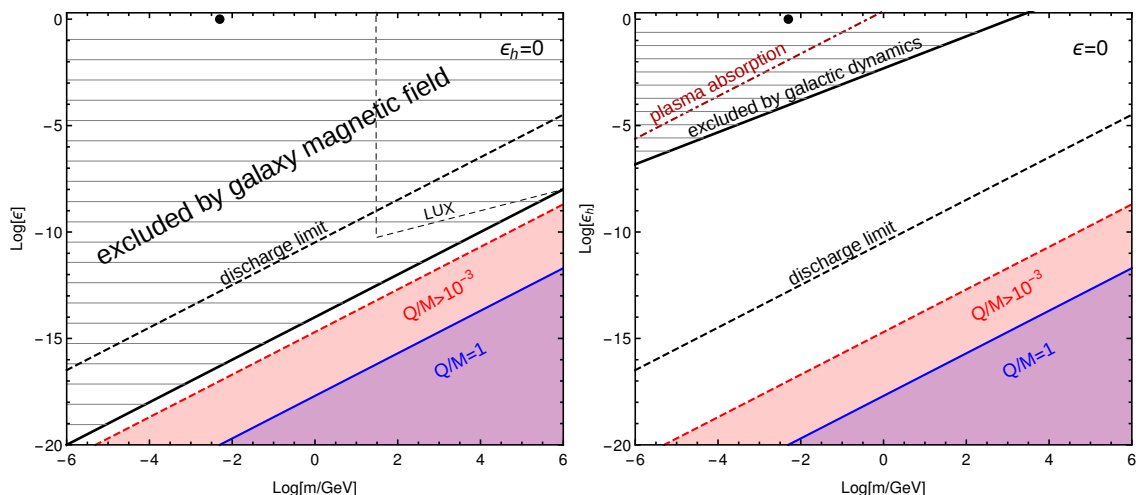 0
−5
−10
−15
−20
Log[ϵ]
ϵh=0
excluded by galaxy magnetic field
discharge limit
LUX
Q/M>10−3
Q/M=1
−6 −4 −2 0 2 4 6
Log[m/GeV]
0
−5
−10
−15
−20
Log[ϵh]
ϵ=0
plasma absorption
excluded by galactic dynamics
discharge limit
Q/M>10−3
Q/M=1
−6 −4 −2 0 2 4 6
Log[m/GeV]